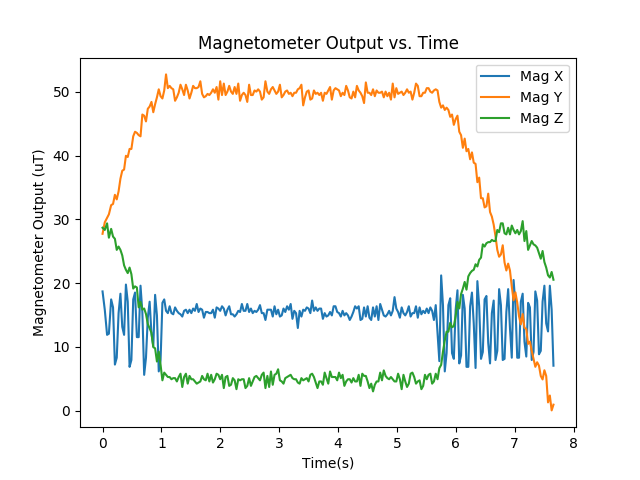 Magnetometer Output vs. Time
Mag X
Mag Y
Mag Z
Magnetometer Output (uT)
50
40
30
20
10
0
0 1 2 3 4 5 6 7 8
Time(s)